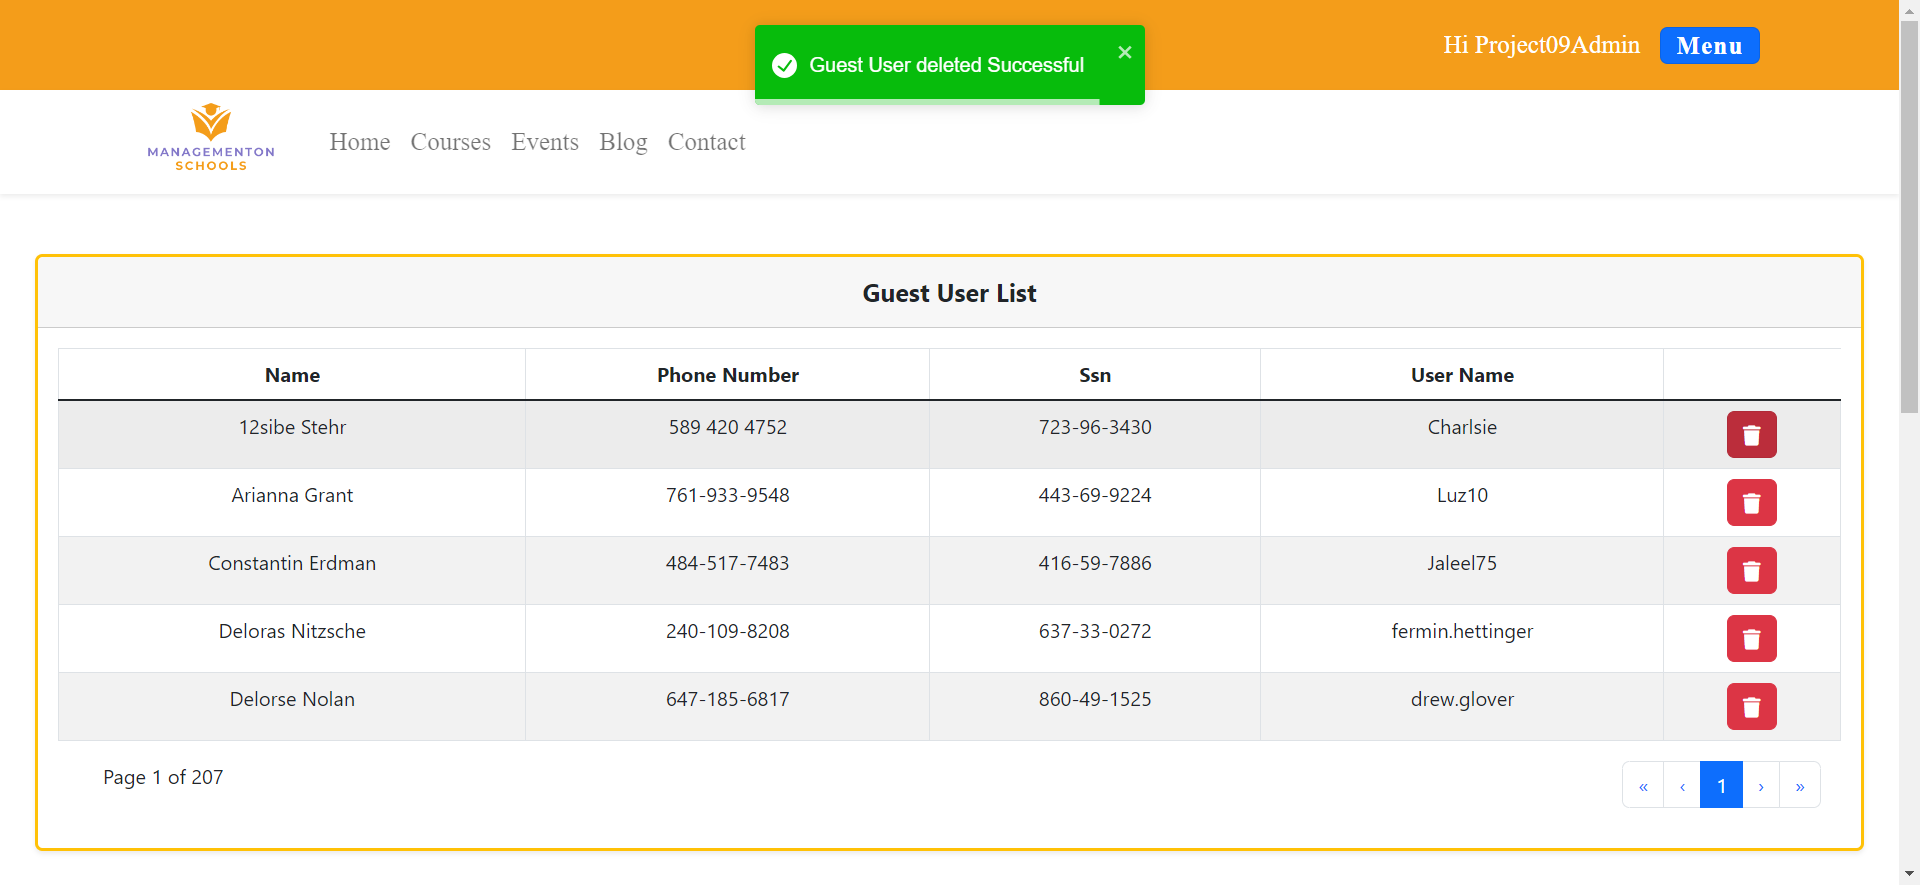 Guest User deleted Successful ×
Hi Project09Admin Menu
MANAGEMENTON
SCHOOLS
Home Courses Events Blog Contact
Guest User List
Name Phone Number Ssn User Name
12sibe Stehr 589 420 4752 723-96-3430 Charlsie
Arianna Grant 761-933-9548 443-69-9224 Luz10
Constantin Erdman 484-517-7483 416-59-7886 Jaleel75
Deloras Nitzsche 240-109-8208 637-33-0272 fermin.hettinger
Delorse Nolan 647-185-6817 860-49-1525 drew.glover
Page 1 of 207 « ‹ 1 › »